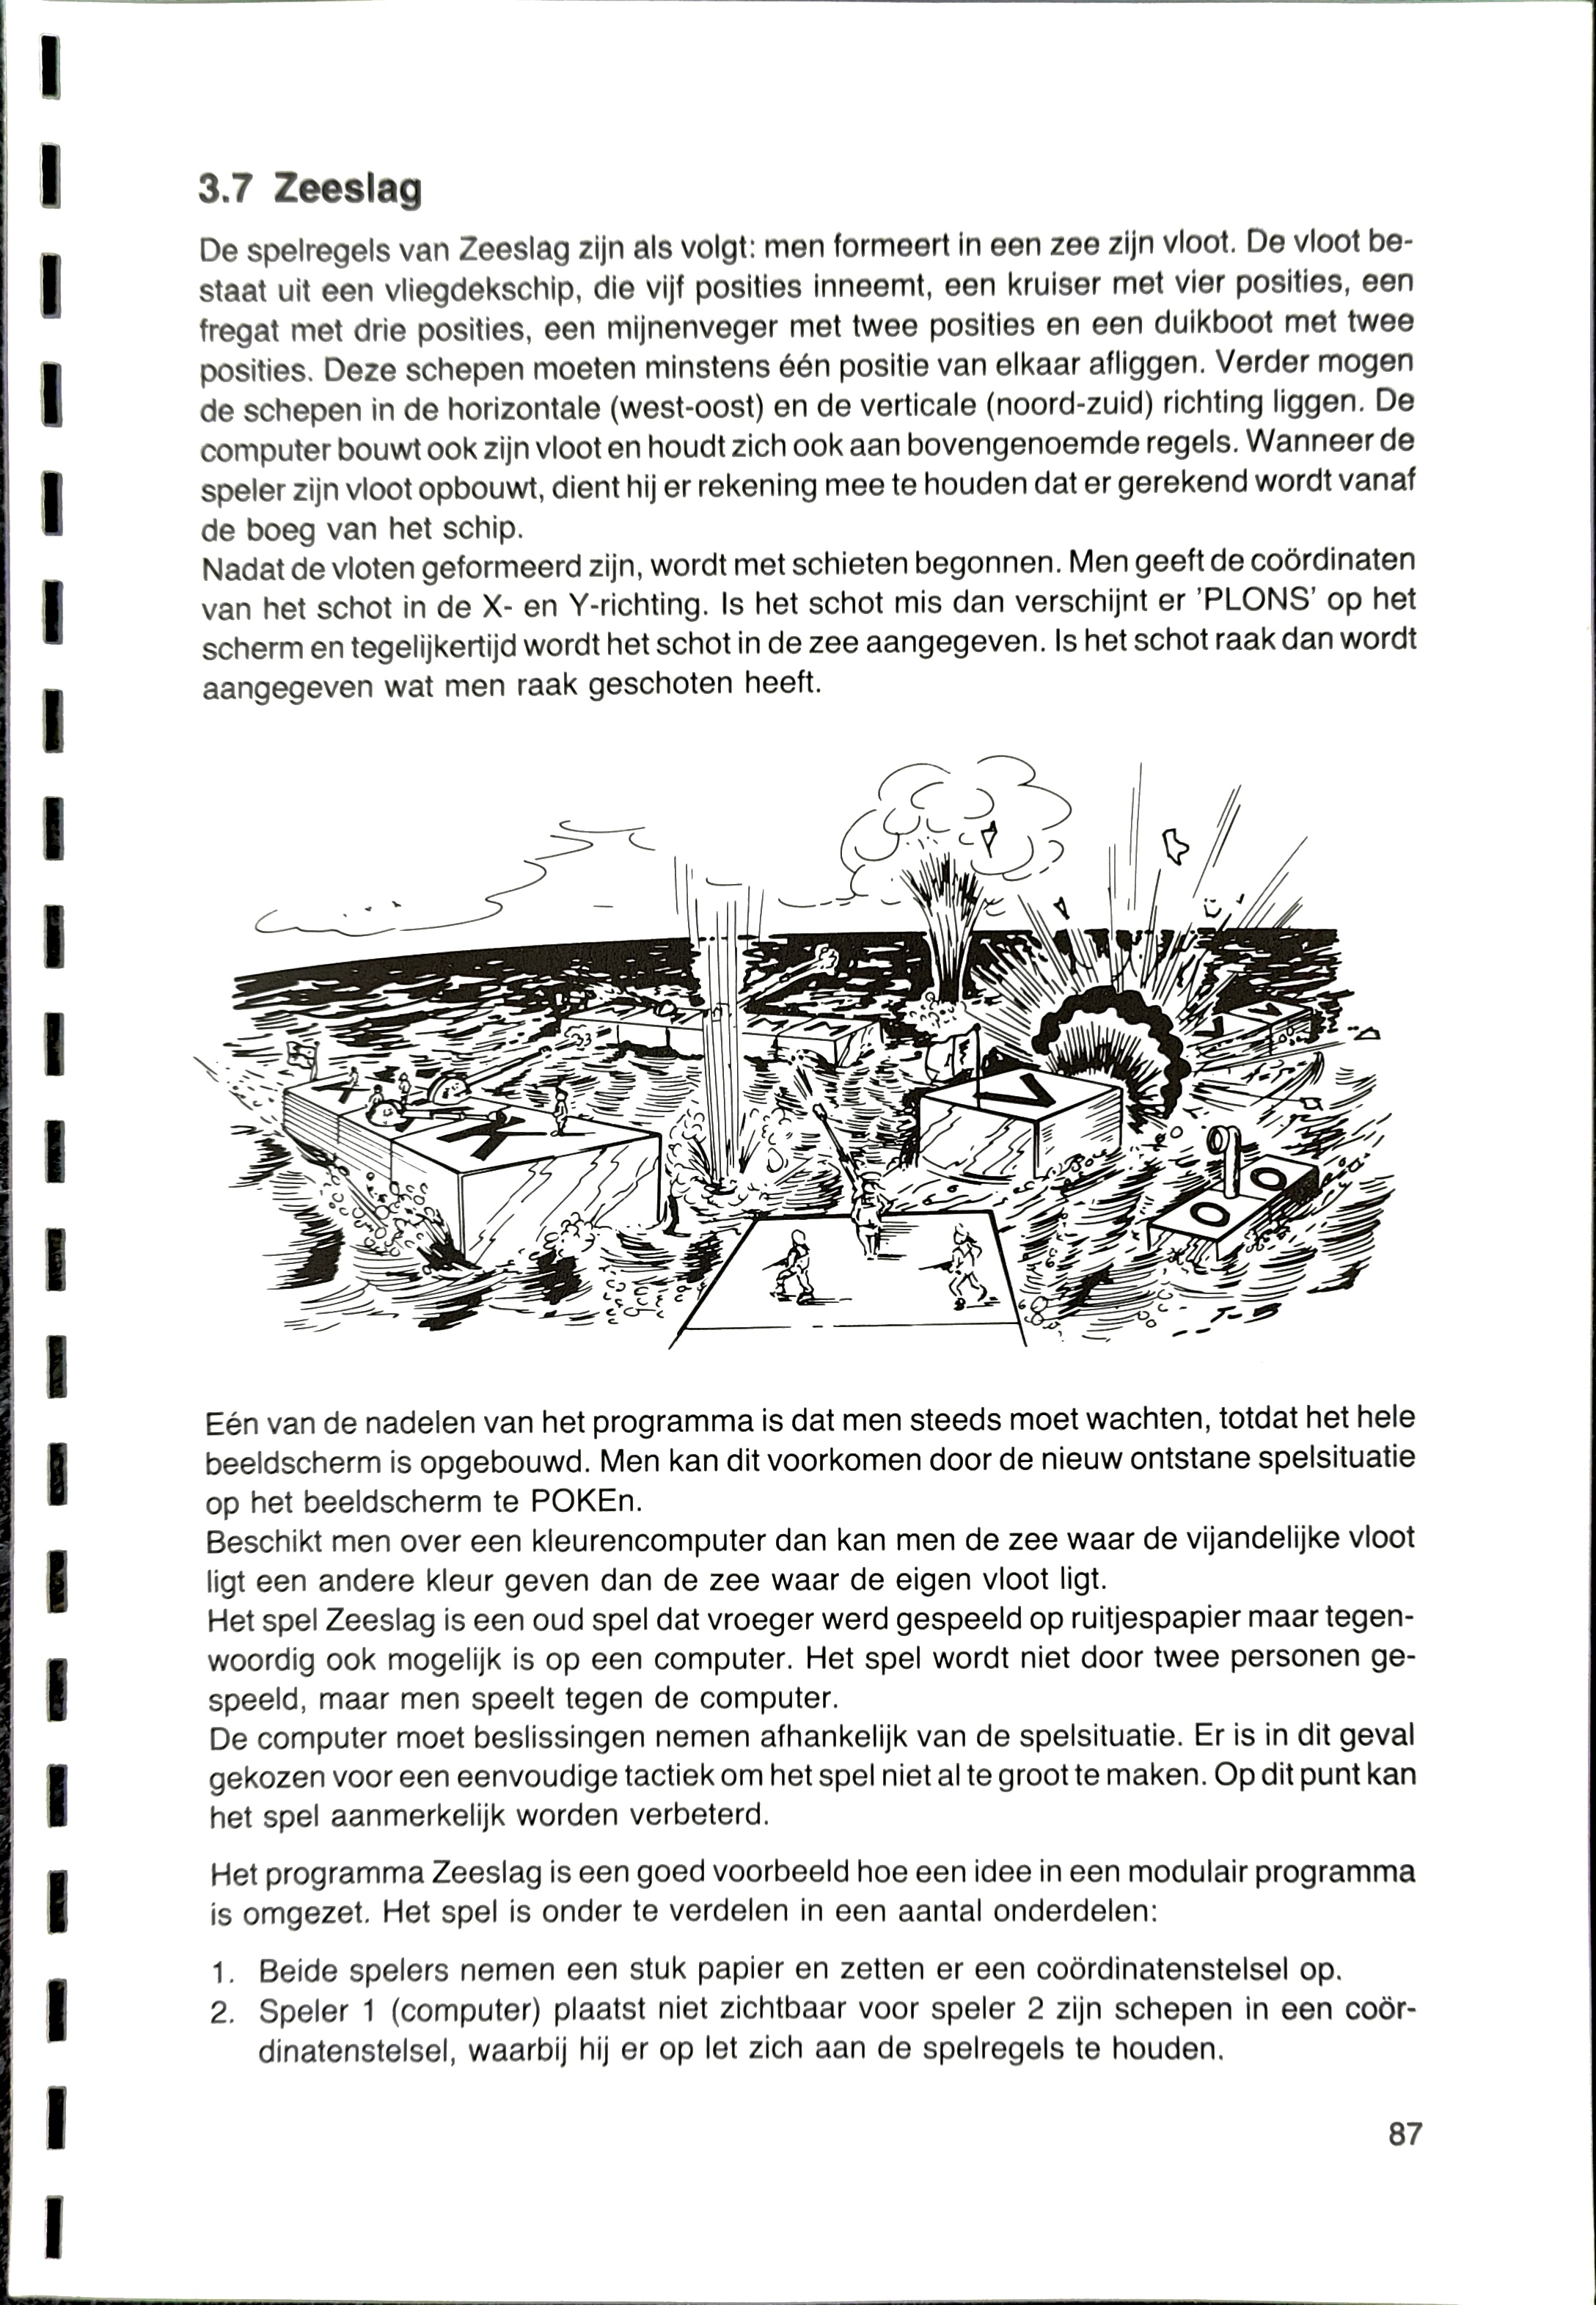 3.7 Zeeslag
De spelregels van Zeeslag zijn als volgt: men formeert in een zee zijn vloot. De vloot be-
staat uit een vliegdekschip, die vijf posities inneemt, een kruiser met vier posities, een
fregat met drie posities, een mijnenveger met twee posities en een duikboot met twee
posities. Deze schepen moeten minstens één positie van elkaar afliggen. Verder mogen
de schepen in de horizontale (west-oost) en de verticale (noord-zuid) richting liggen. De
computer bouwt ook zijn vloot en houdt zich ook aan bovengenoemde regels. Wanneer de
speler zijn vloot opbouwt, dient hij er rekening mee te houden dat er gerekend wordt vanaf
de boeg van het schip.
Nadat de vloten geformeerd zijn, wordt met schieten begonnen. Men geeft de coördinaten
van het schot in de X- en Y-richting. Is het schot mis dan verschijnt er 'PLONS' op het
scherm en tegelijkertijd wordt het schot in de zee aangegeven. Is het schot raak dan wordt
aangegeven wat men raak geschoten heeft.
X X
V
O O
Eén van de nadelen van het programma is dat men steeds moet wachten, totdat het hele
beeldscherm is opgebouwd. Men kan dit voorkomen door de nieuw ontstane spelsituatie
op het beeldscherm te POKEn.
Beschikt men over een kleurencomputer dan kan men de zee waar de vijandelijke vloot
ligt een andere kleur geven dan de zee waar de eigen vloot ligt.
Het spel Zeeslag is een oud spel dat vroeger werd gespeeld op ruitjespapier maar tegen-
woordig ook mogelijk is op een computer. Het spel wordt niet door twee personen ge-
speeld, maar men speelt tegen de computer.
De computer moet beslissingen nemen afhankelijk van de spelsituatie. Er is in dit geval
gekozen voor een eenvoudige tactiek om het spel niet al te groot te maken. Op dit punt kan
het spel aanmerkelijk worden verbeterd.
Het programma Zeeslag is een goed voorbeeld hoe een idee in een modulair programma
is omgezet. Het spel is onder te verdelen in een aantal onderdelen:
1. Beide spelers nemen een stuk papier en zetten er een coördinatenstelsel op.
2. Speler 1 (computer) plaatst niet zichtbaar voor speler 2 zijn schepen in een coör-
dinatenstelsel, waarbij hij er op let zich aan de spelregels te houden.
87